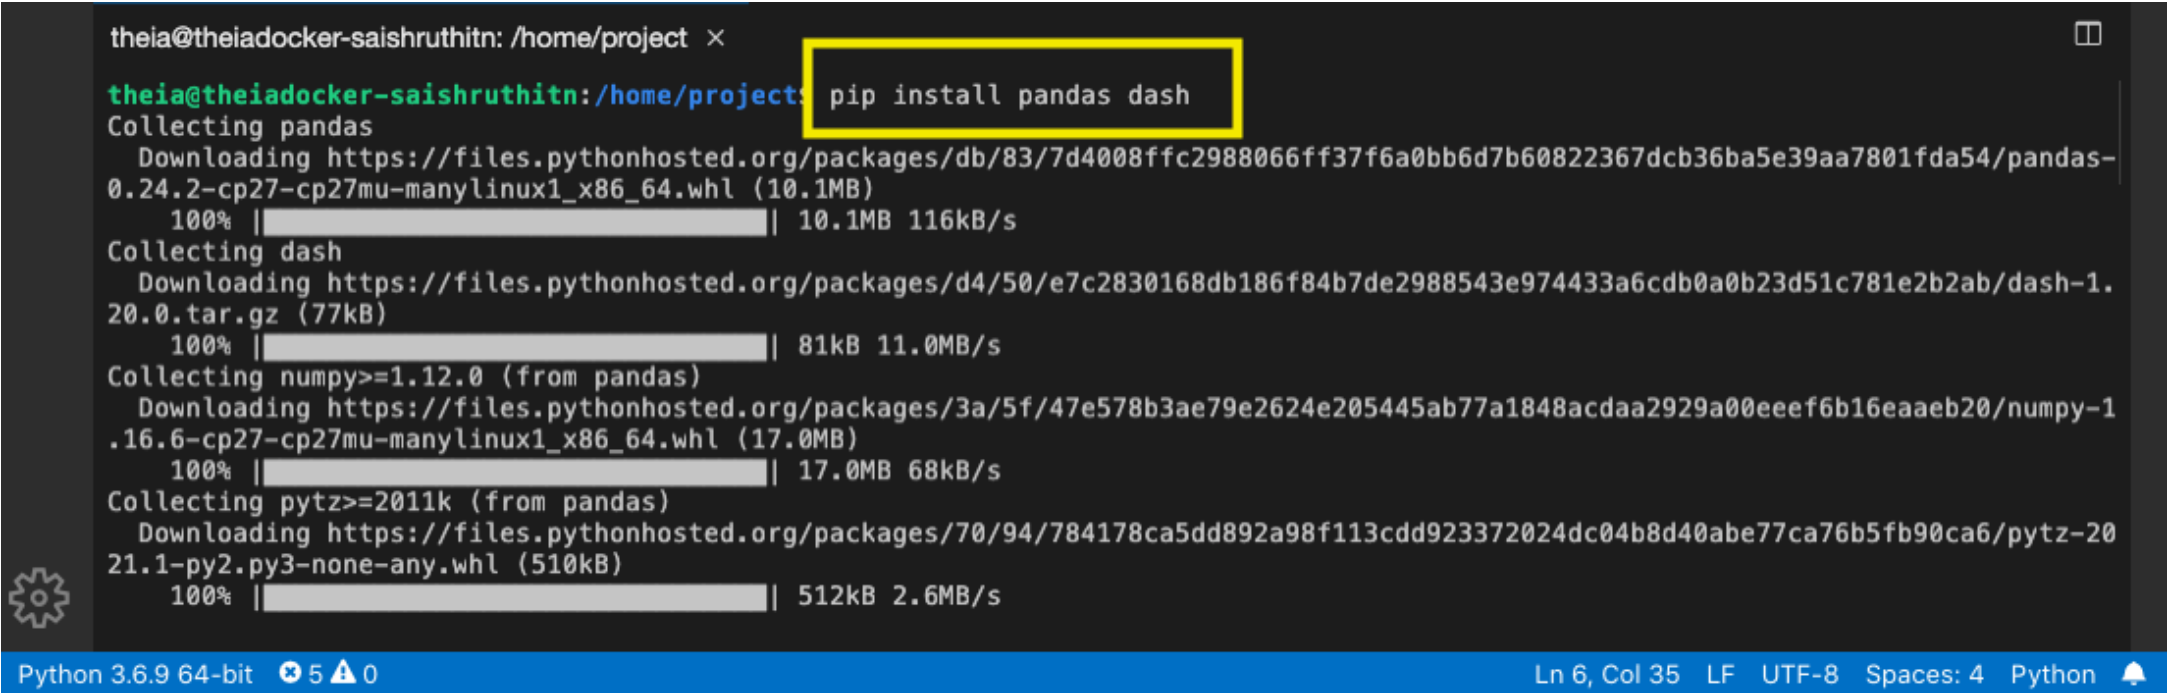 theia@theiadocker-saishruthitn: /home/project ×
theia@theiadocker-saishruthitn:/home/project$ pip install pandas dash
Collecting pandas
  Downloading https://files.pythonhosted.org/packages/db/83/7d4008ffc2988066ff37f6a0bb6d7b60822367dcb36ba5e39aa7801fda54/pandas-
0.24.2-cp27-cp27mu-manylinux1_x86_64.whl (10.1MB)
    100% || 10.1MB 116kB/s
Collecting dash
  Downloading https://files.pythonhosted.org/packages/d4/50/e7c2830168db186f84b7de2988543e974433a6cdb0a0b23d51c781e2b2ab/dash-1.
20.0.tar.gz (77kB)
    100% || 81kB 11.0MB/s
Collecting numpy>=1.12.0 (from pandas)
  Downloading https://files.pythonhosted.org/packages/3a/5f/47e578b3ae79e2624e205445ab77a1848acdaa2929a00eeef6b16eaaeb20/numpy-1
.16.6-cp27-cp27mu-manylinux1_x86_64.whl (17.0MB)
    100% || 17.0MB 68kB/s
Collecting pytz>=2011k (from pandas)
  Downloading https://files.pythonhosted.org/packages/70/94/784178ca5dd892a98f113cdd923372024dc04b8d40abe77ca76b5fb90ca6/pytz-20
21.1-py2.py3-none-any.whl (510kB)
    100% || 512kB 2.6MB/s
Python 3.6.9 64-bit 5 0 Ln 6, Col 35 LF UTF-8 Spaces: 4 Python